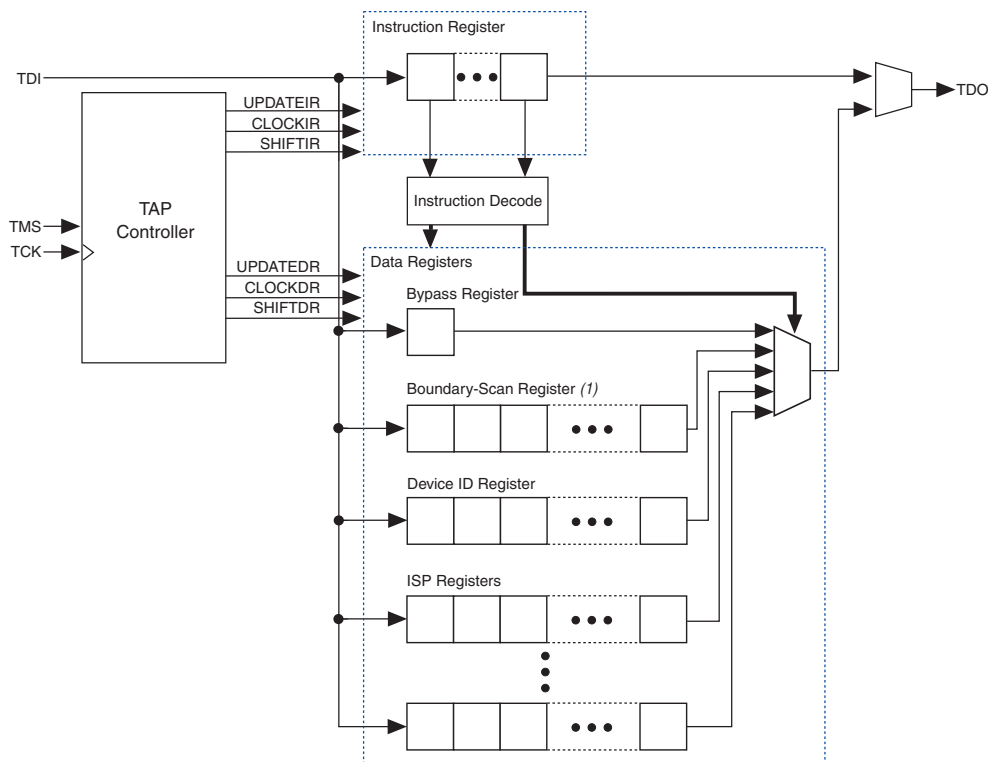 Instruction Register
TDI
TDO
UPDATEIR
CLOCKIR
SHIFTIR
TAP
Controller
Instruction Decode
TMS
TCK
Data Registers
UPDATEDR
CLOCKDR
SHIFTDR
Bypass Register
Boundary-Scan Register (1)
Device ID Register
ISP Registers